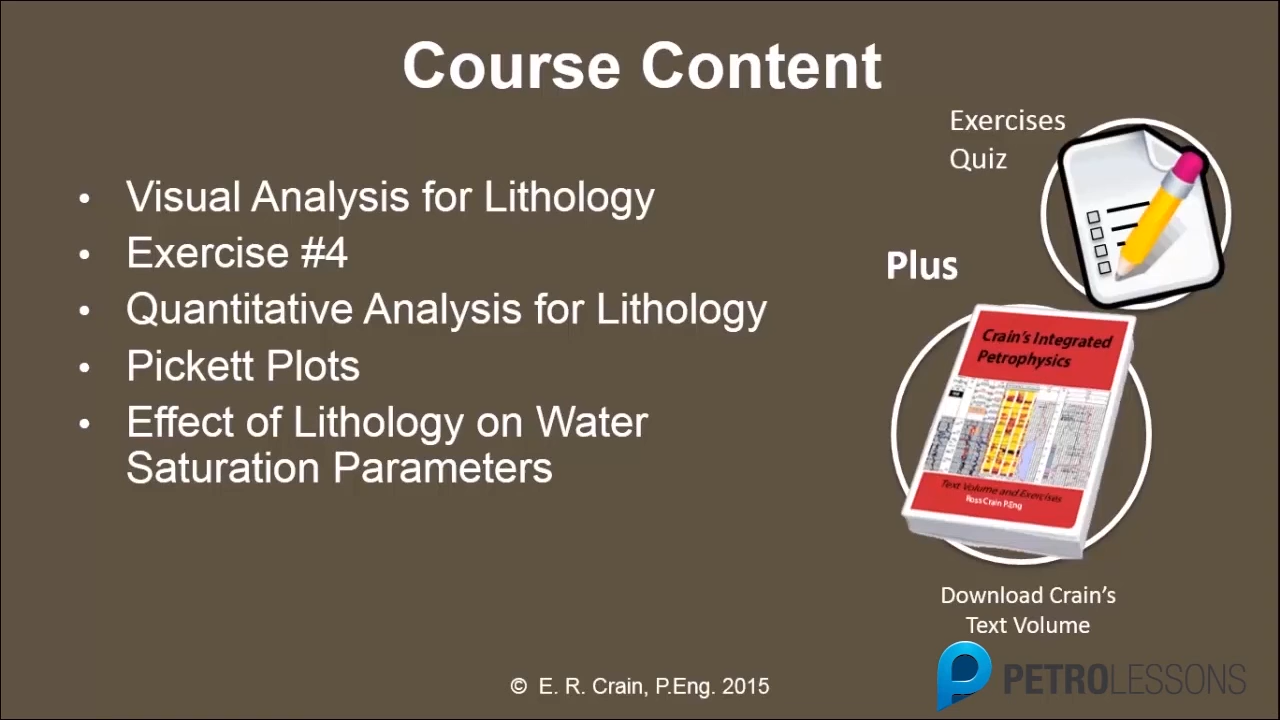 Course Content
• Visual Analysis for Lithology
• Exercise #4
• Quantitative Analysis for Lithology
• Pickett Plots
• Effect of Lithology on Water
Saturation Parameters
Exercises
Quiz
Plus
Crain's Integrated
Petrophysics
Text Volume and Exercises
Ross Crain P.Eng
Download Crain's
Text Volume
© E. R. Crain, P.Eng. 2015
PETROLESSONS